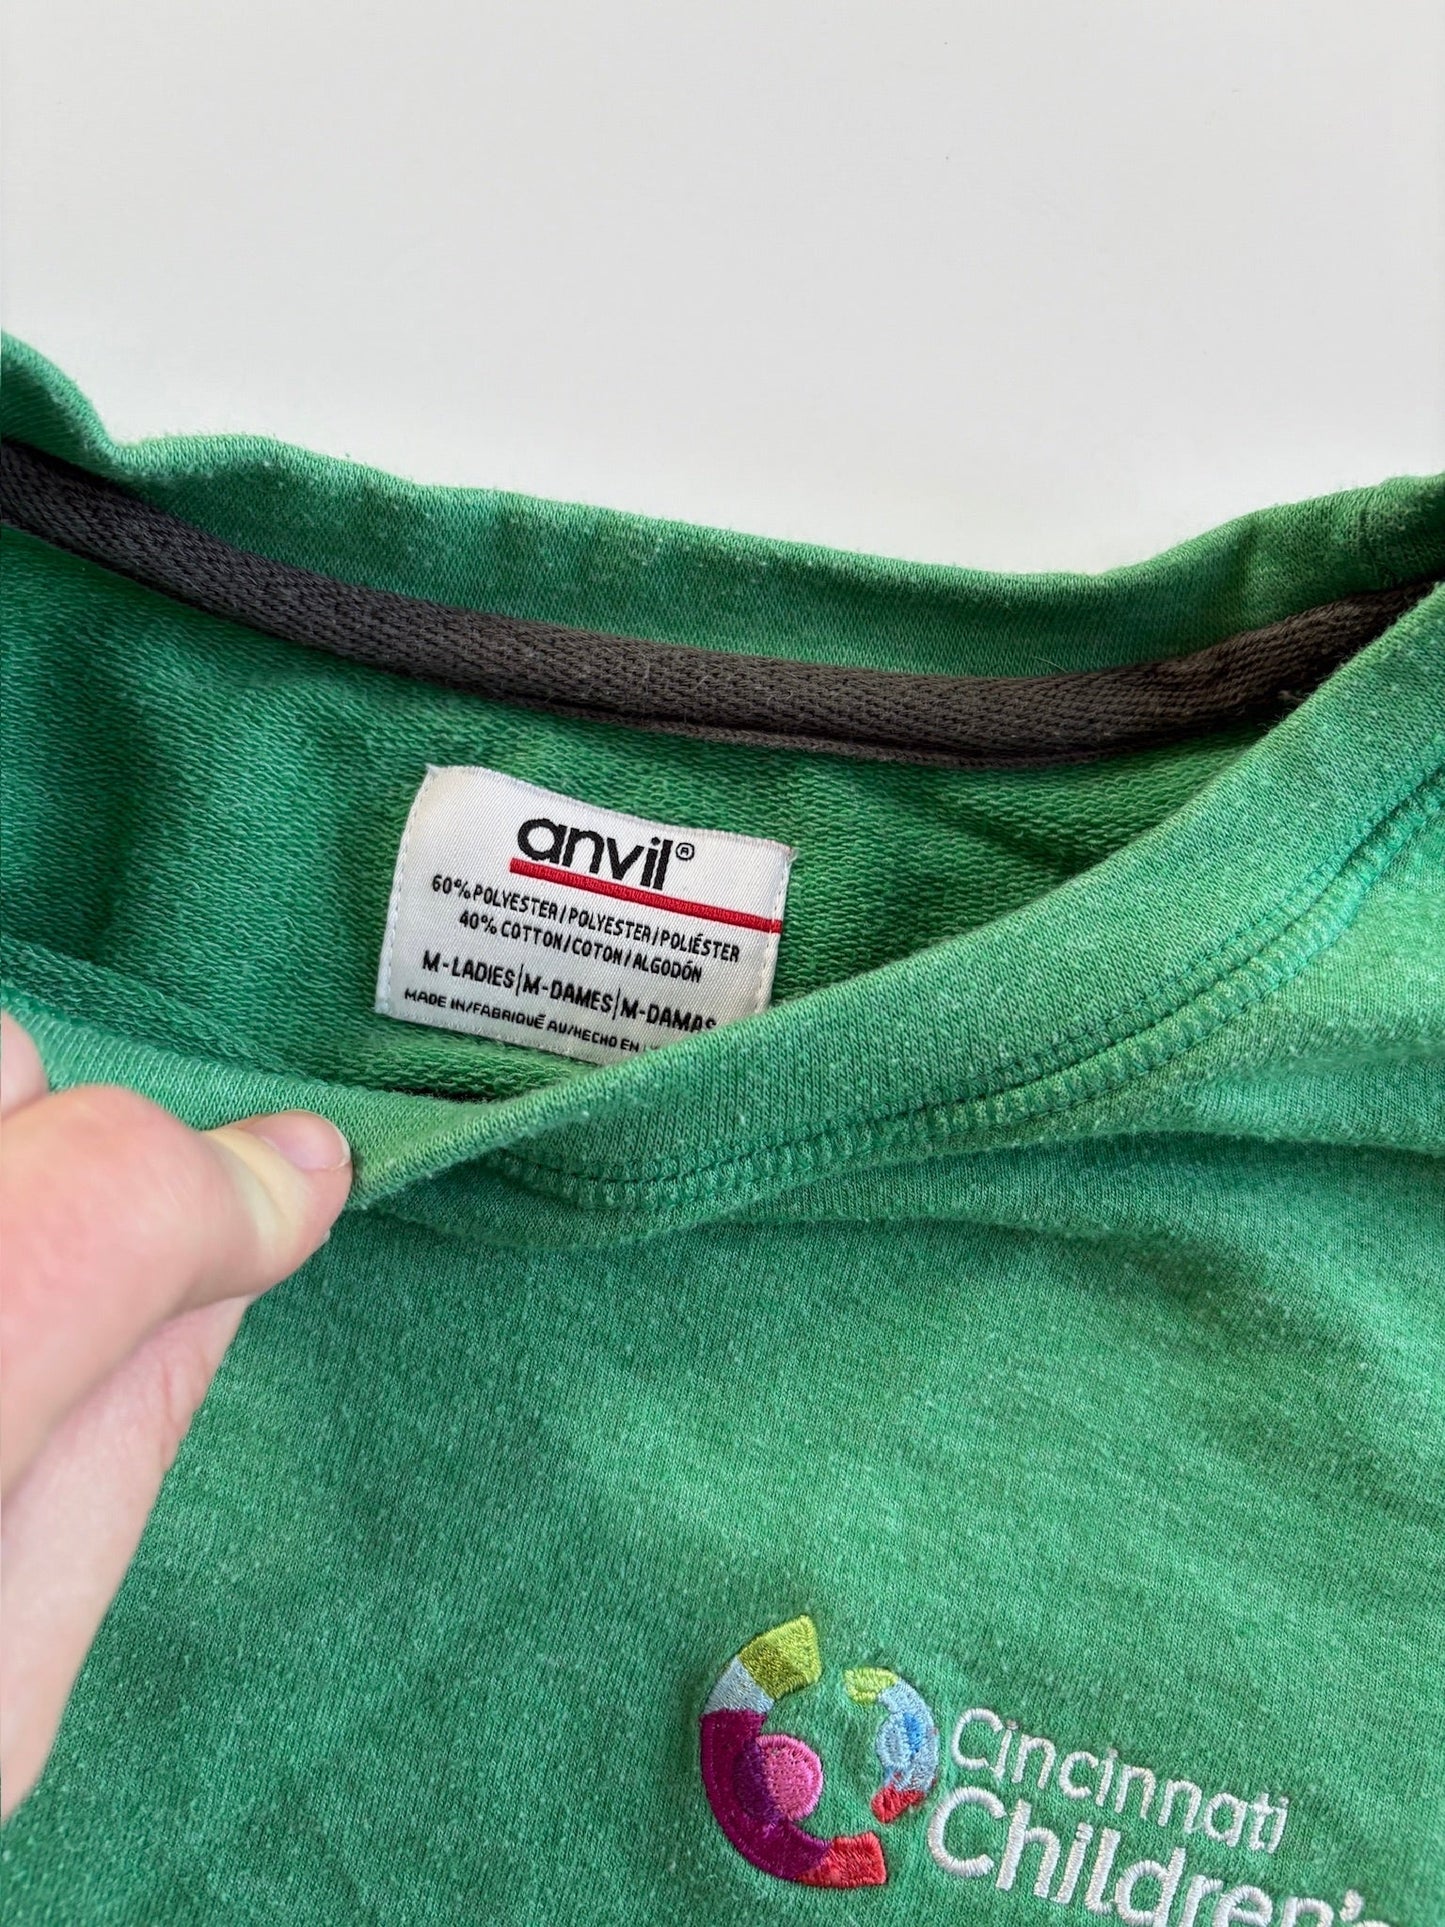 anvil®
60% POLYESTER/POLYESTER/POLIÉSTER
40% COTTON/COTON/ALGODÓN
M-LADIES|M-DAMES|M-DAMAS
MADE IN/FABRIQUÉ AU/HECHO EN
Cincinnati
Children's